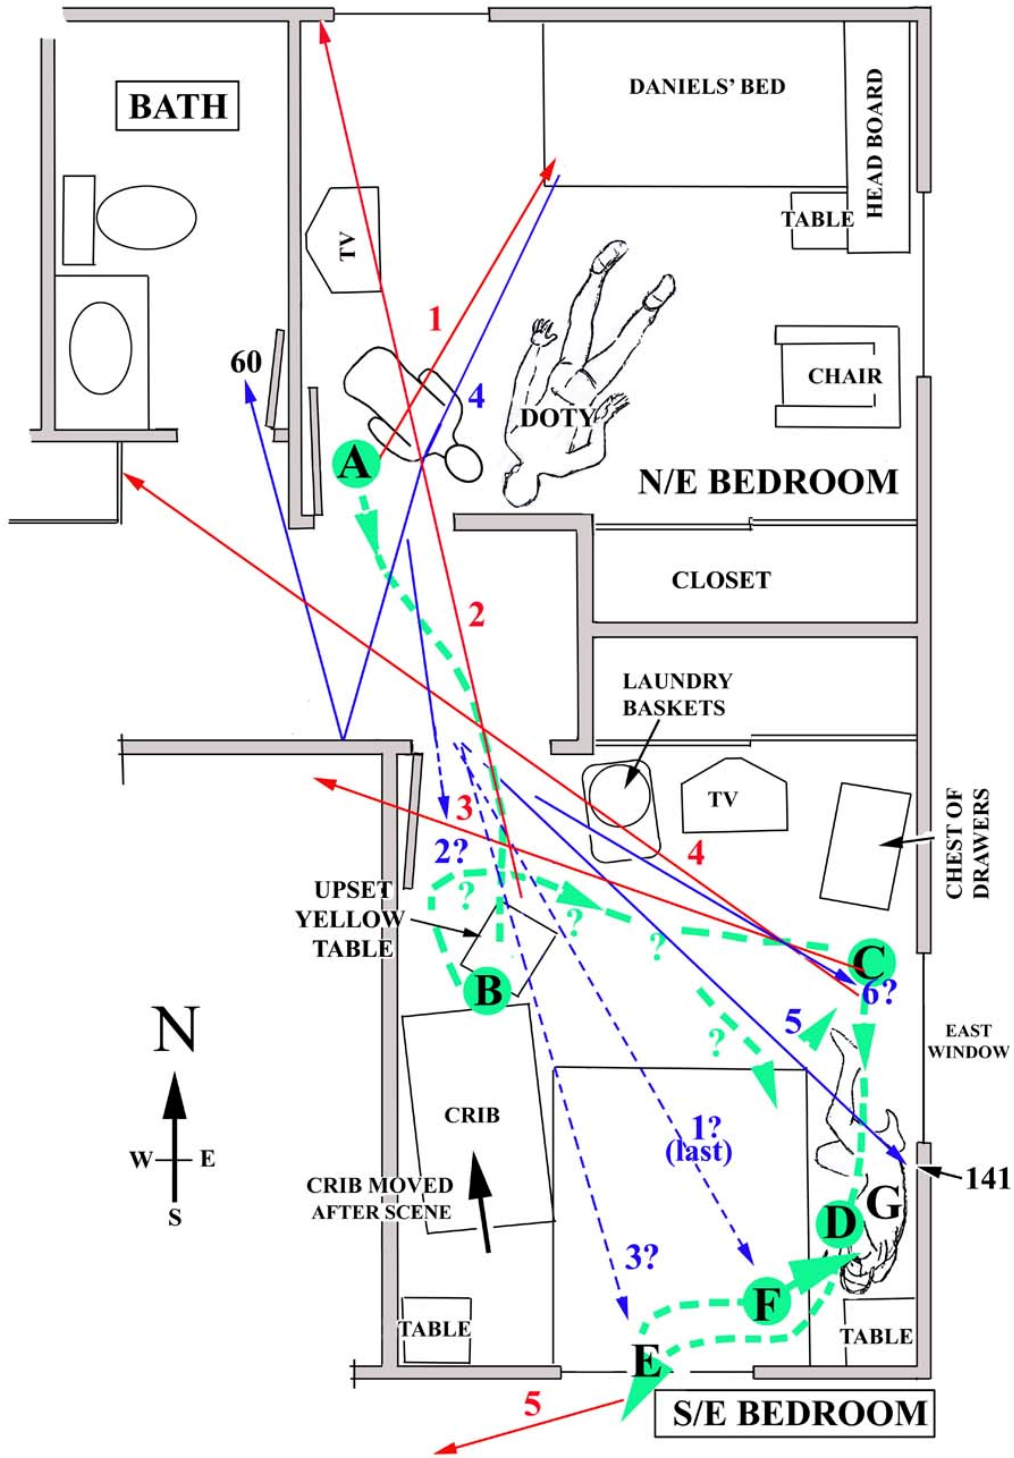 BATH
DANIELS' BED
HEAD BOARD
TABLE
TV
1
60
4
CHAIR
DOTY
A
N/E BEDROOM
CLOSET
2
LAUNDRY
BASKETS
3
TV
2?
4
CHEST OF
DRAWERS
UPSET
YELLOW
TABLE
?
?
?
C
B
6?
N
5
?
EAST
WINDOW
CRIB
1?
(last)
W
E
141
CRIB MOVED
AFTER SCENE
S
G
D
3?
F
TABLE
TABLE
E
5
S/E BEDROOM